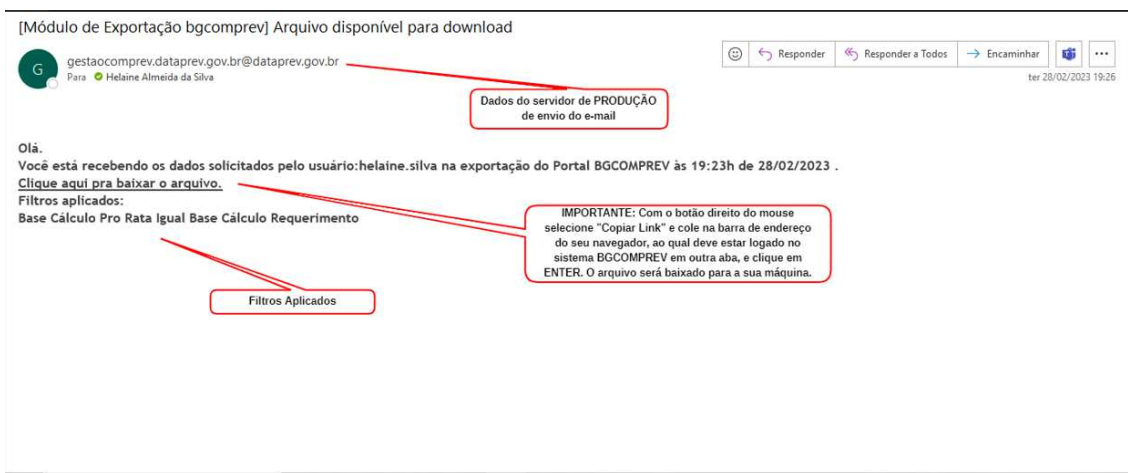 [Módulo de Exportação bgcomprev] Arquivo disponível para download
G
gestaocomprev.dataprev.gov.br@dataprev.gov.br
Para Helaine Almeida da Silva
Responder
Responder a Todos
Encaminhar
ter 28/02/2023 19:26
Dados do servidor de PRODUÇÃO
de envio do e-mail
Olá.
Você está recebendo os dados solicitados pelo usuário:helaine.silva na exportação do Portal BGCOMPREV às 19:23h de 28/02/2023 .
Clique aqui pra baixar o arquivo.
Filtros aplicados:
Base Cálculo Pro Rata Igual Base Cálculo Requerimento
IMPORTANTE: Com o botão direito do mouse
selecione "Copiar Link" e cole na barra de endereço
do seu navegador, ao qual deve estar logado no
sistema BGCOMPREV em outra aba, e clique em
ENTER. O arquivo será baixado para a sua máquina.
Filtros Aplicados